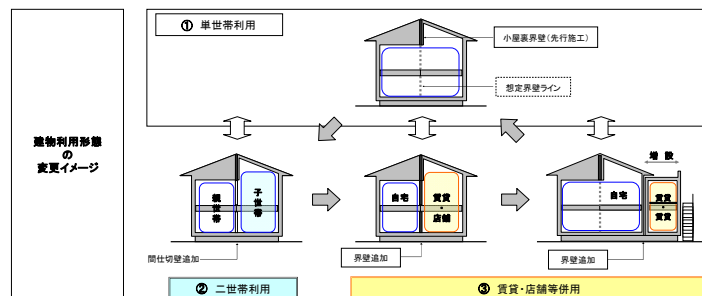 建物利用形態
の
変更イメージ
① 単世帯利用
小屋裏界壁(先行施工)
想定界壁ライン
親世帯
子世帯
間仕切壁追加
② 二世帯利用
自宅
賃貸・店舗
界壁追加
増 設
自宅
賃貸・賃貸
界壁追加
③ 賃貸・店舗等併用